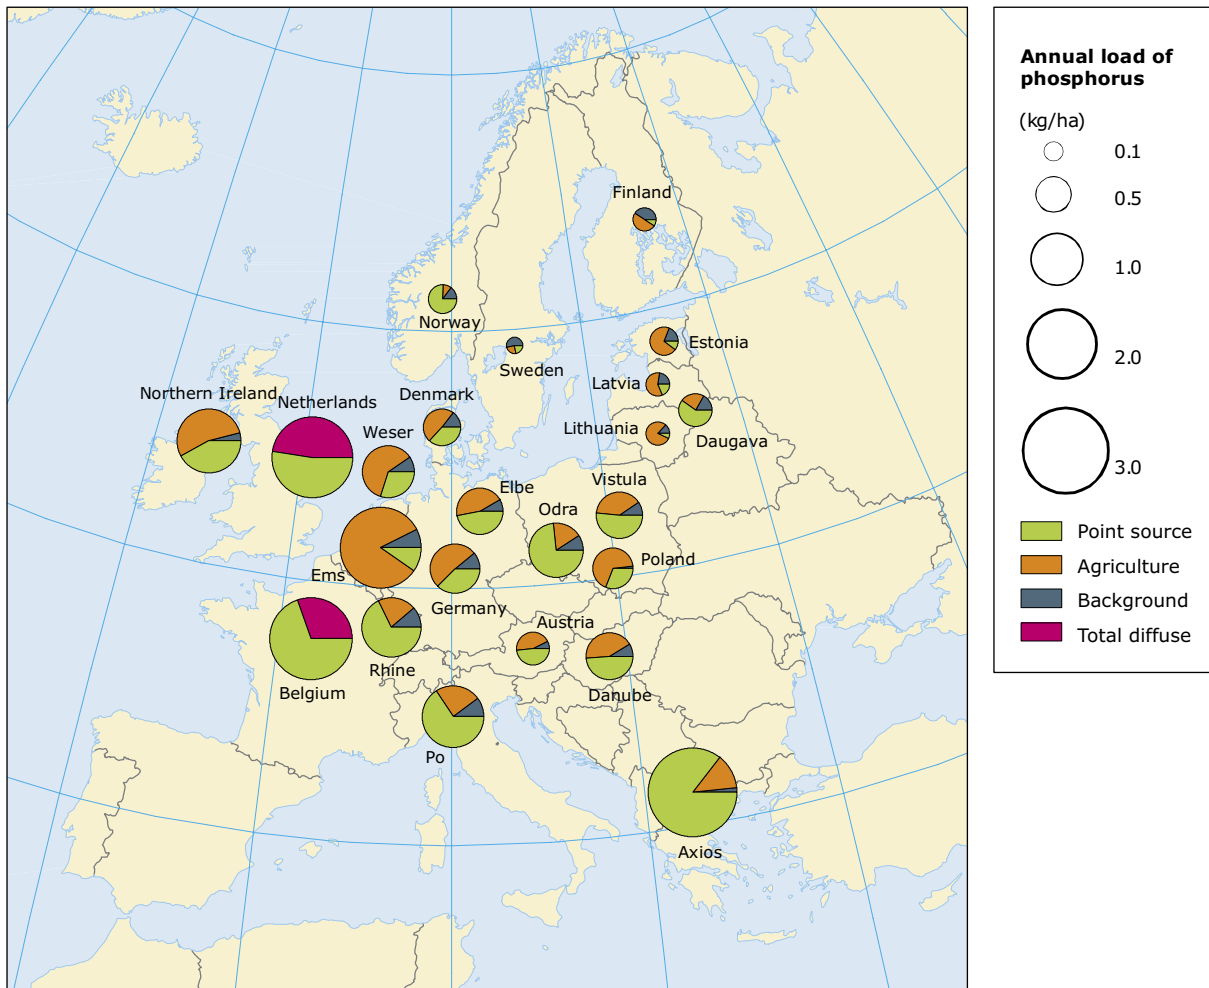 Finland
Norway
Sweden
Estonia
Latvia
Lithuania
Daugava
Northern Ireland
Netherlands
Denmark
Weser
Elbe
Vistula
Odra
Poland
Ems
Germany
Austria
Rhine
Belgium
Danube
Po
Axios
Annual load of
phosphorus
(kg/ha)
0.1
0.5
1.0
2.0
3.0
Point source
Agriculture
Background
Total diffuse